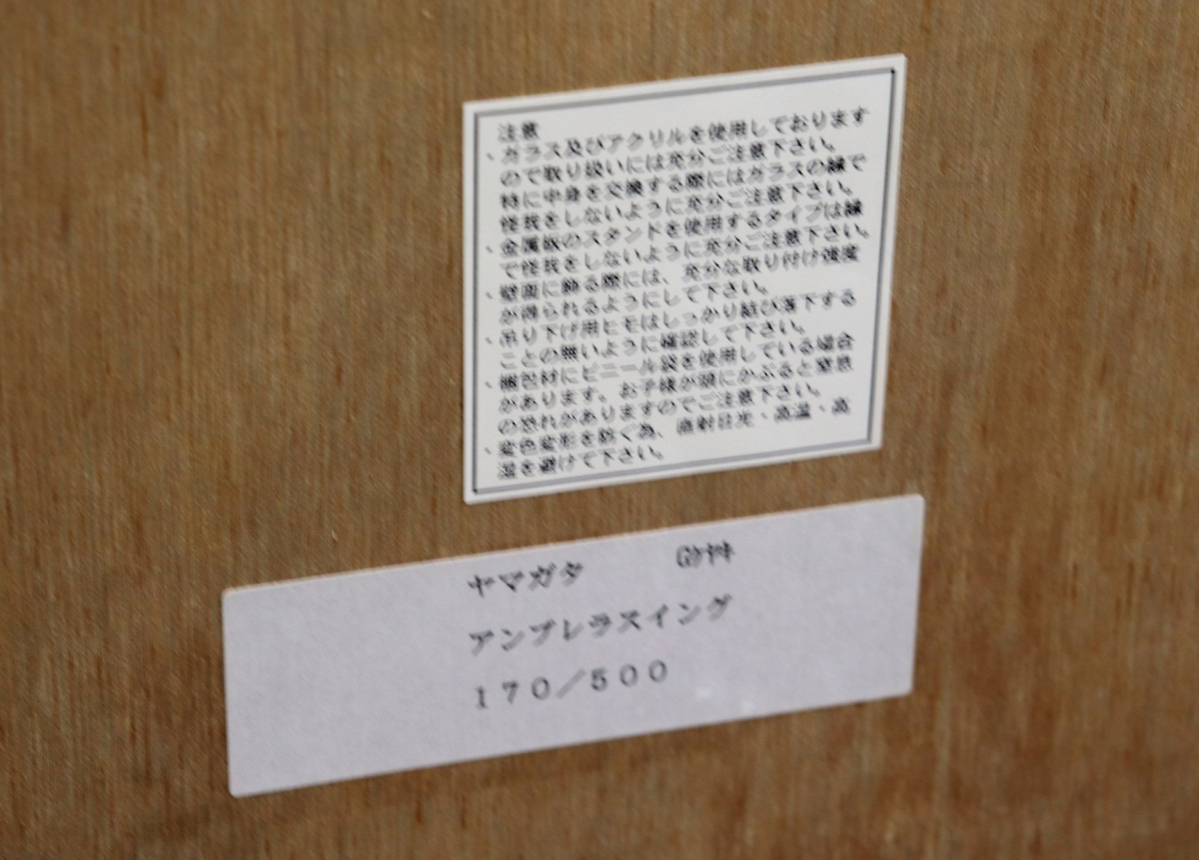 注意
、ガラス及びアクリルを使用しております
ので取り扱いには充分ご注意下さい。
特に中身を交換する際にはガラスの縁で
怪我をしないように充分ご注意下さい。
、金属板のスタンドを使用するタイプは縁
で怪我をしないように充分ご注意下さい。
、壁面に飾る際には、充分な取り付け強度
が得られるようにして下さい。
、吊り下げ用ヒモはしっかり結び落下する
ことの無いように確認して下さい。
、梱包材にビニール袋を使用している場合
があります。お子様が頭にかぶると窒息
の恐れがありますのでご注意下さい。
、変色変形を防ぐ為、直射日光・高温・高
湿を避けて下さい。
ヤマガタ
アンブレラスイング
170/500